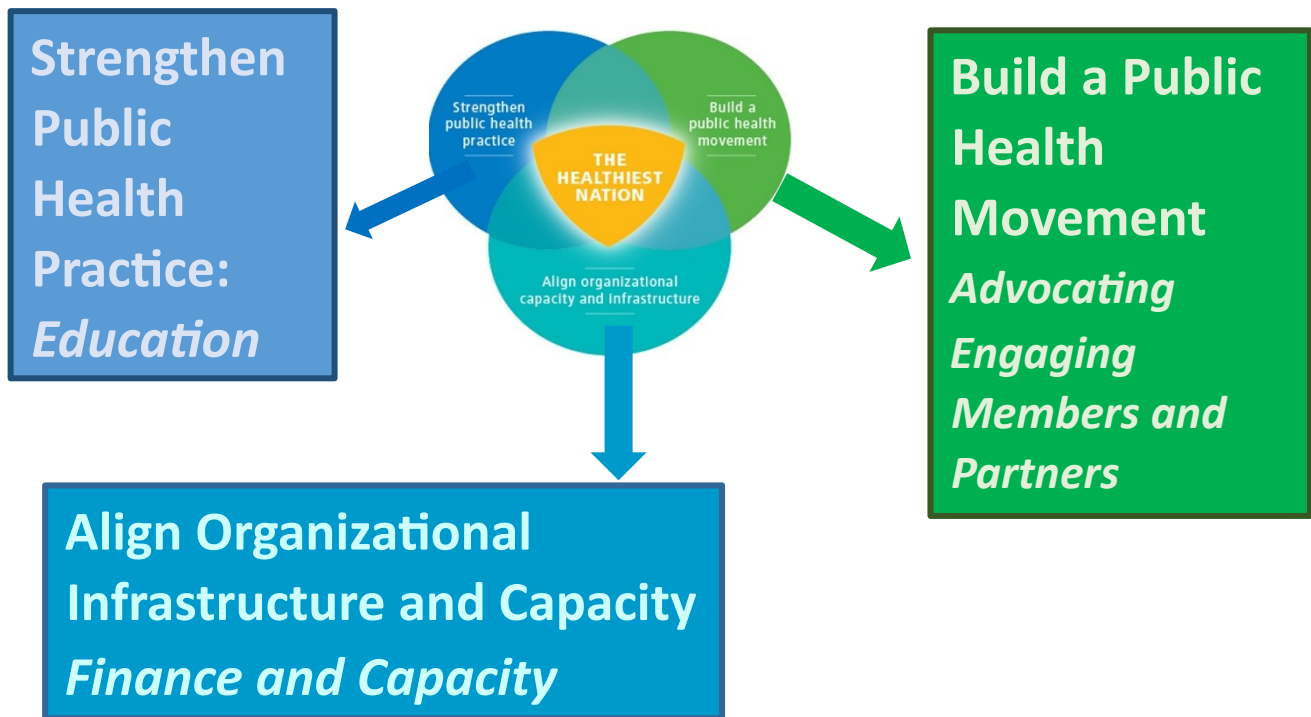 Strengthen
Public
Health
Practice:
Education
Strengthen
public health
practice
Build a
public health
movement
THE
HEALTHIEST
NATION
Align organizational
capacity and infrastructure
Build a Public
Health
Movement
Advocating
Engaging
Members and
Partners
Align Organizational
Infrastructure and Capacity
Finance and Capacity